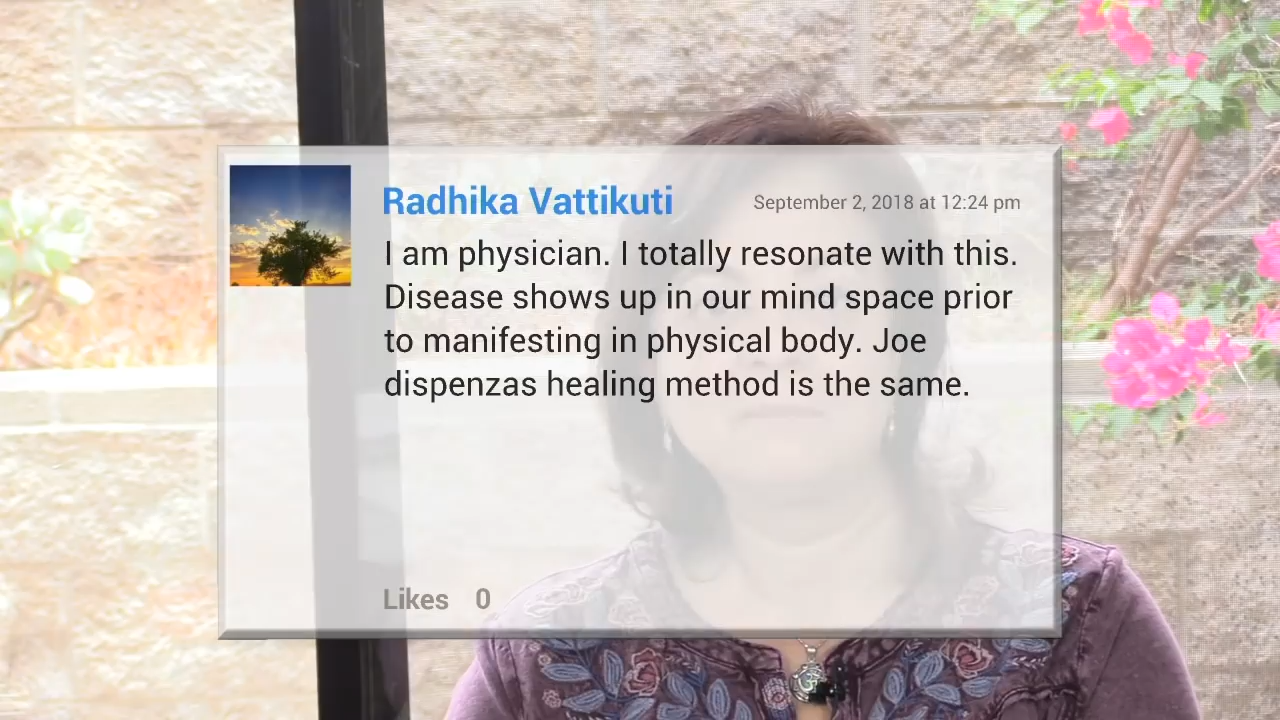 Radhika Vattikuti
September 2, 2018 at 12:24 pm
I am physician. I totally resonate with this.
Disease shows up in our mind space prior
to manifesting in physical body. Joe
dispenzas healing method is the same.
Likes 0